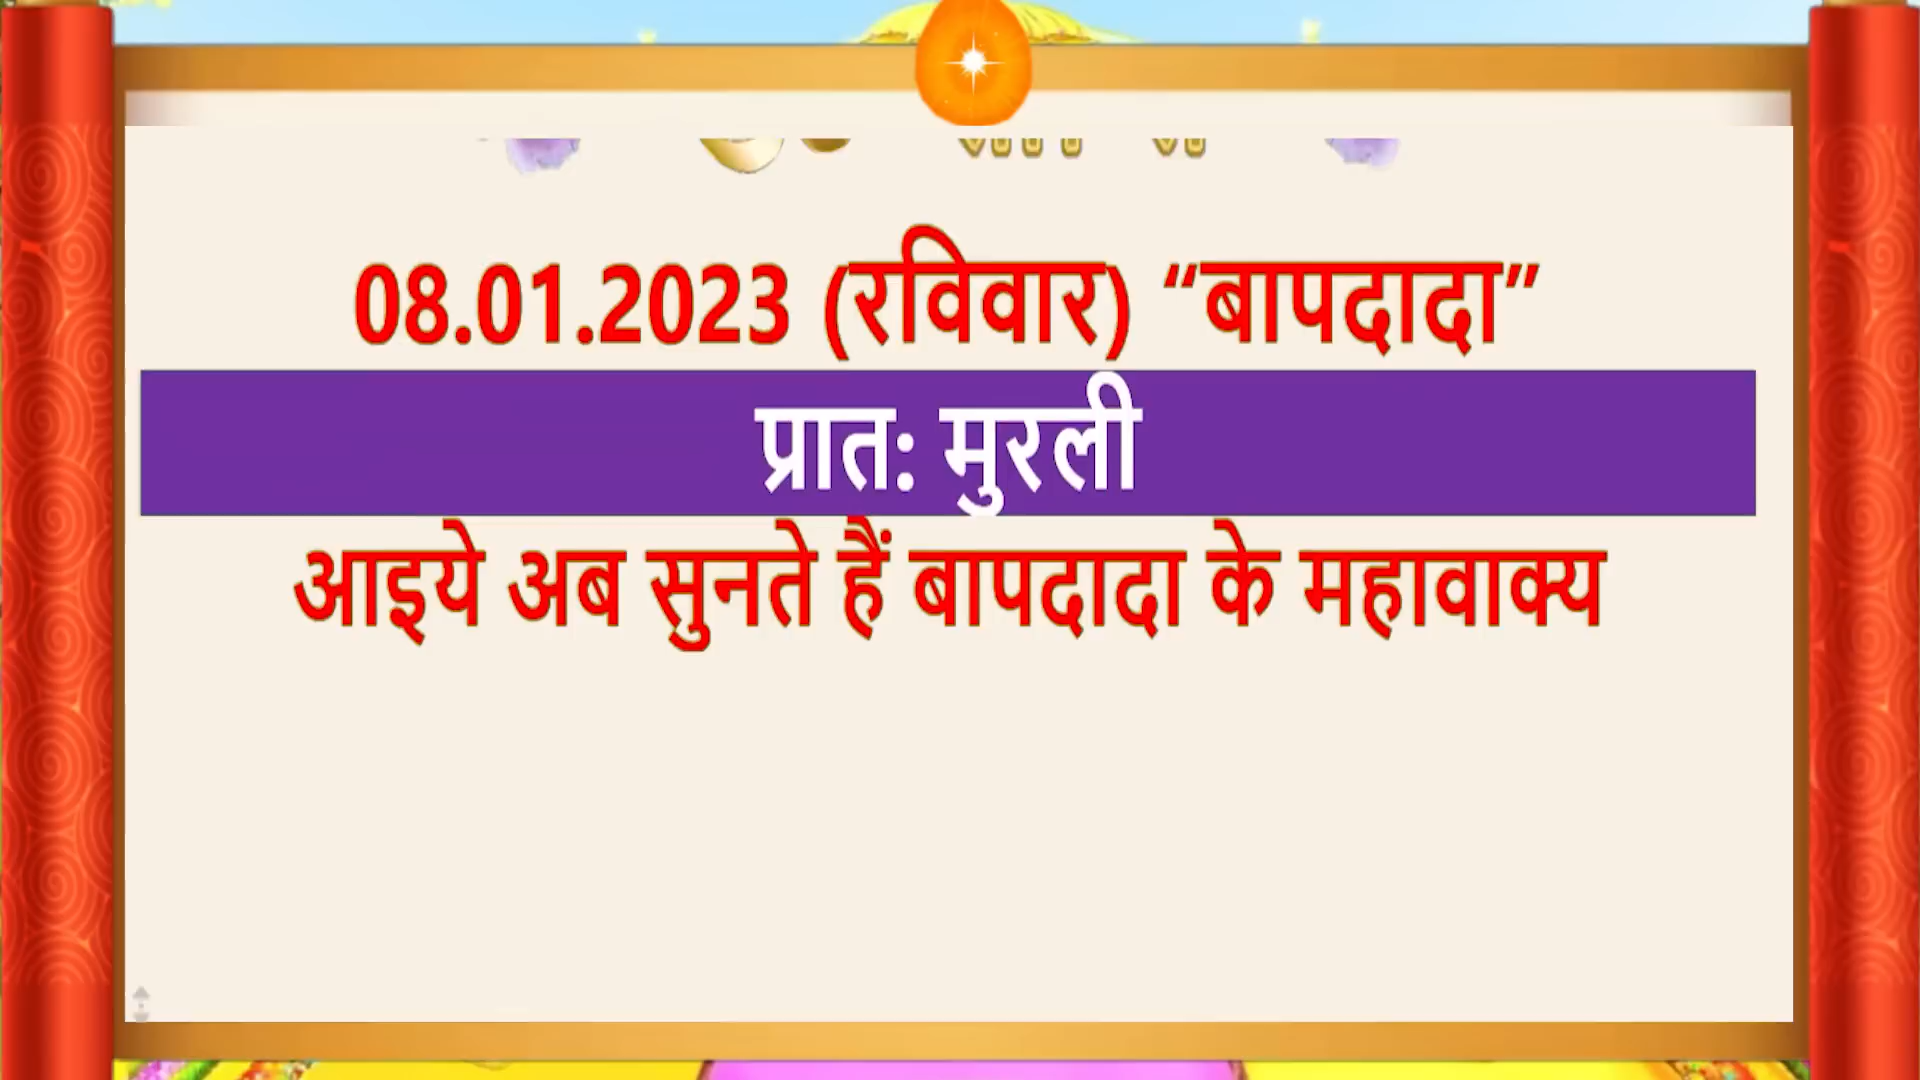 08.01.2023 (रविवार) “बापदादा”
प्रात: मुरली
आइये अब सुनते हैं बापदादा के महावाक्य